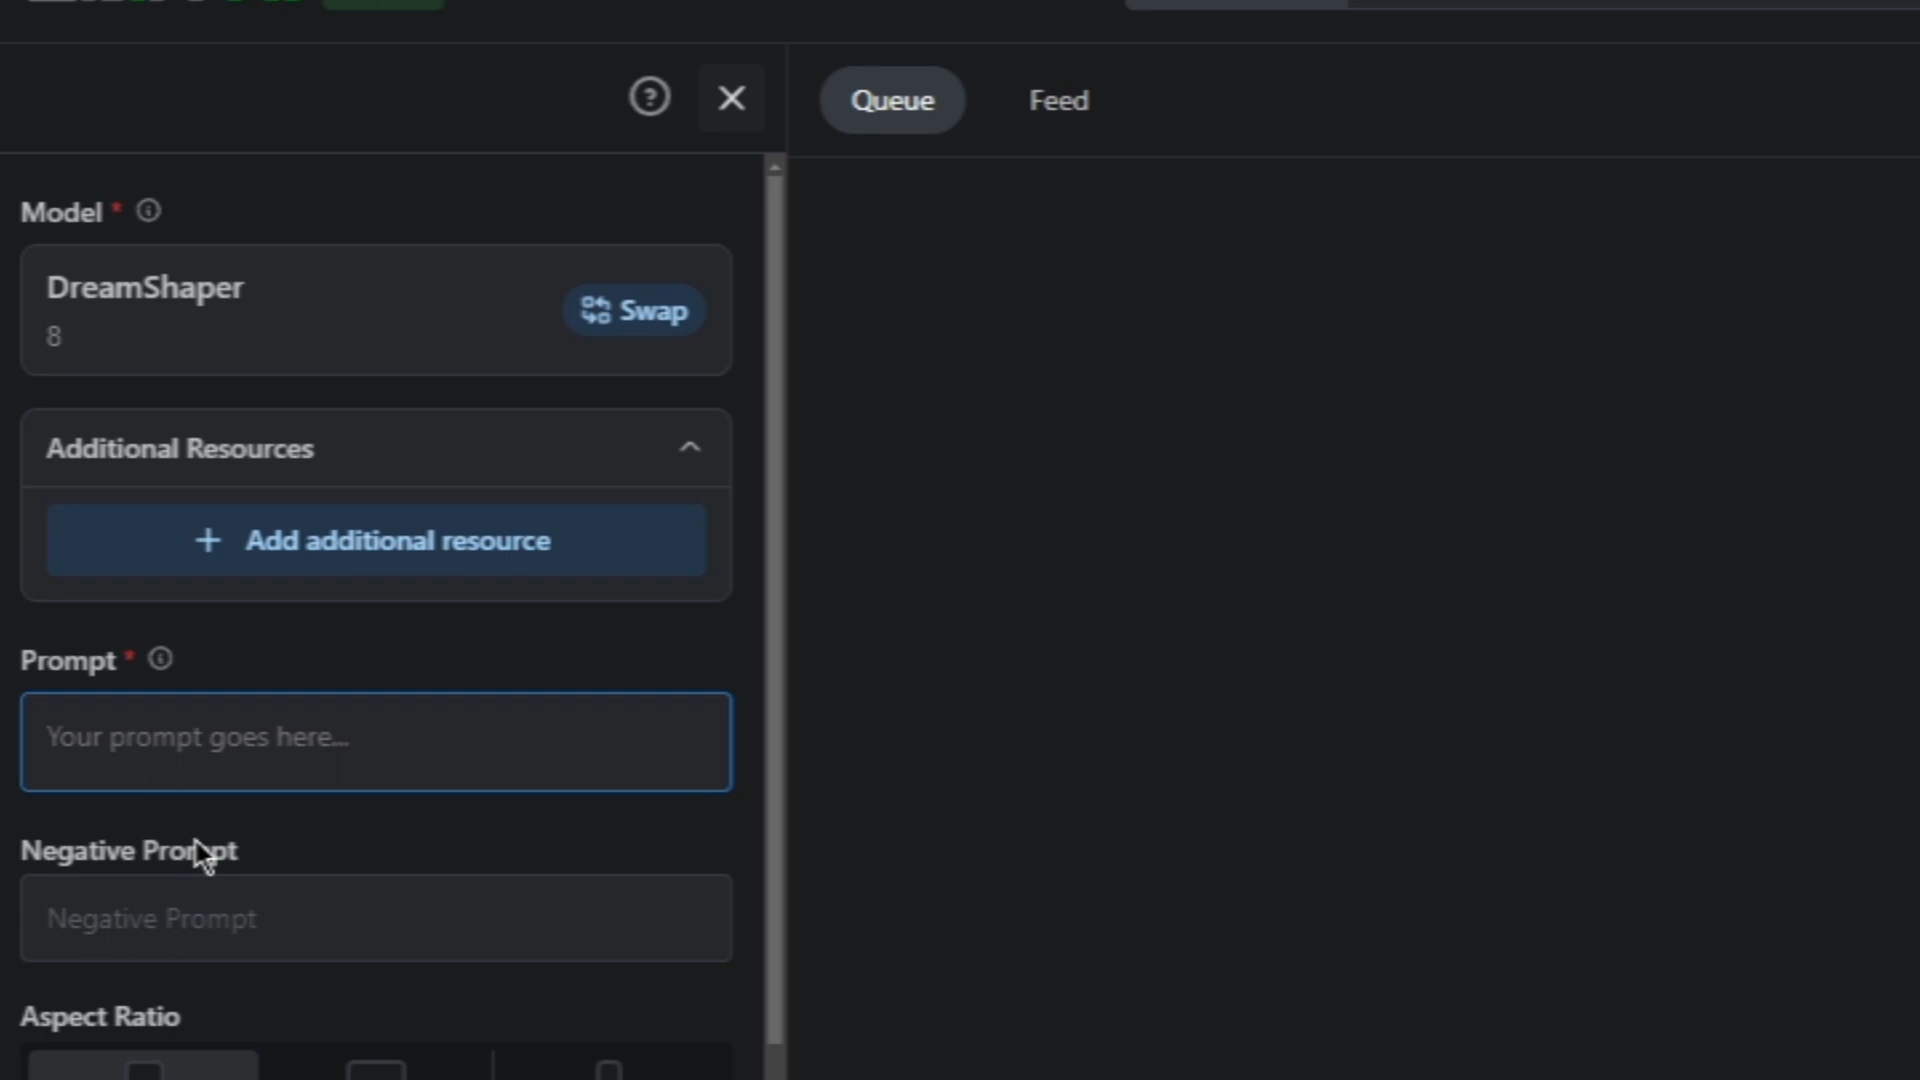 Queue Feed
Model *
DreamShaper
8
Swap
Additional Resources
+ Add additional resource
Prompt *
Your prompt goes here...
Negative Prompt
Negative Prompt
Aspect Ratio